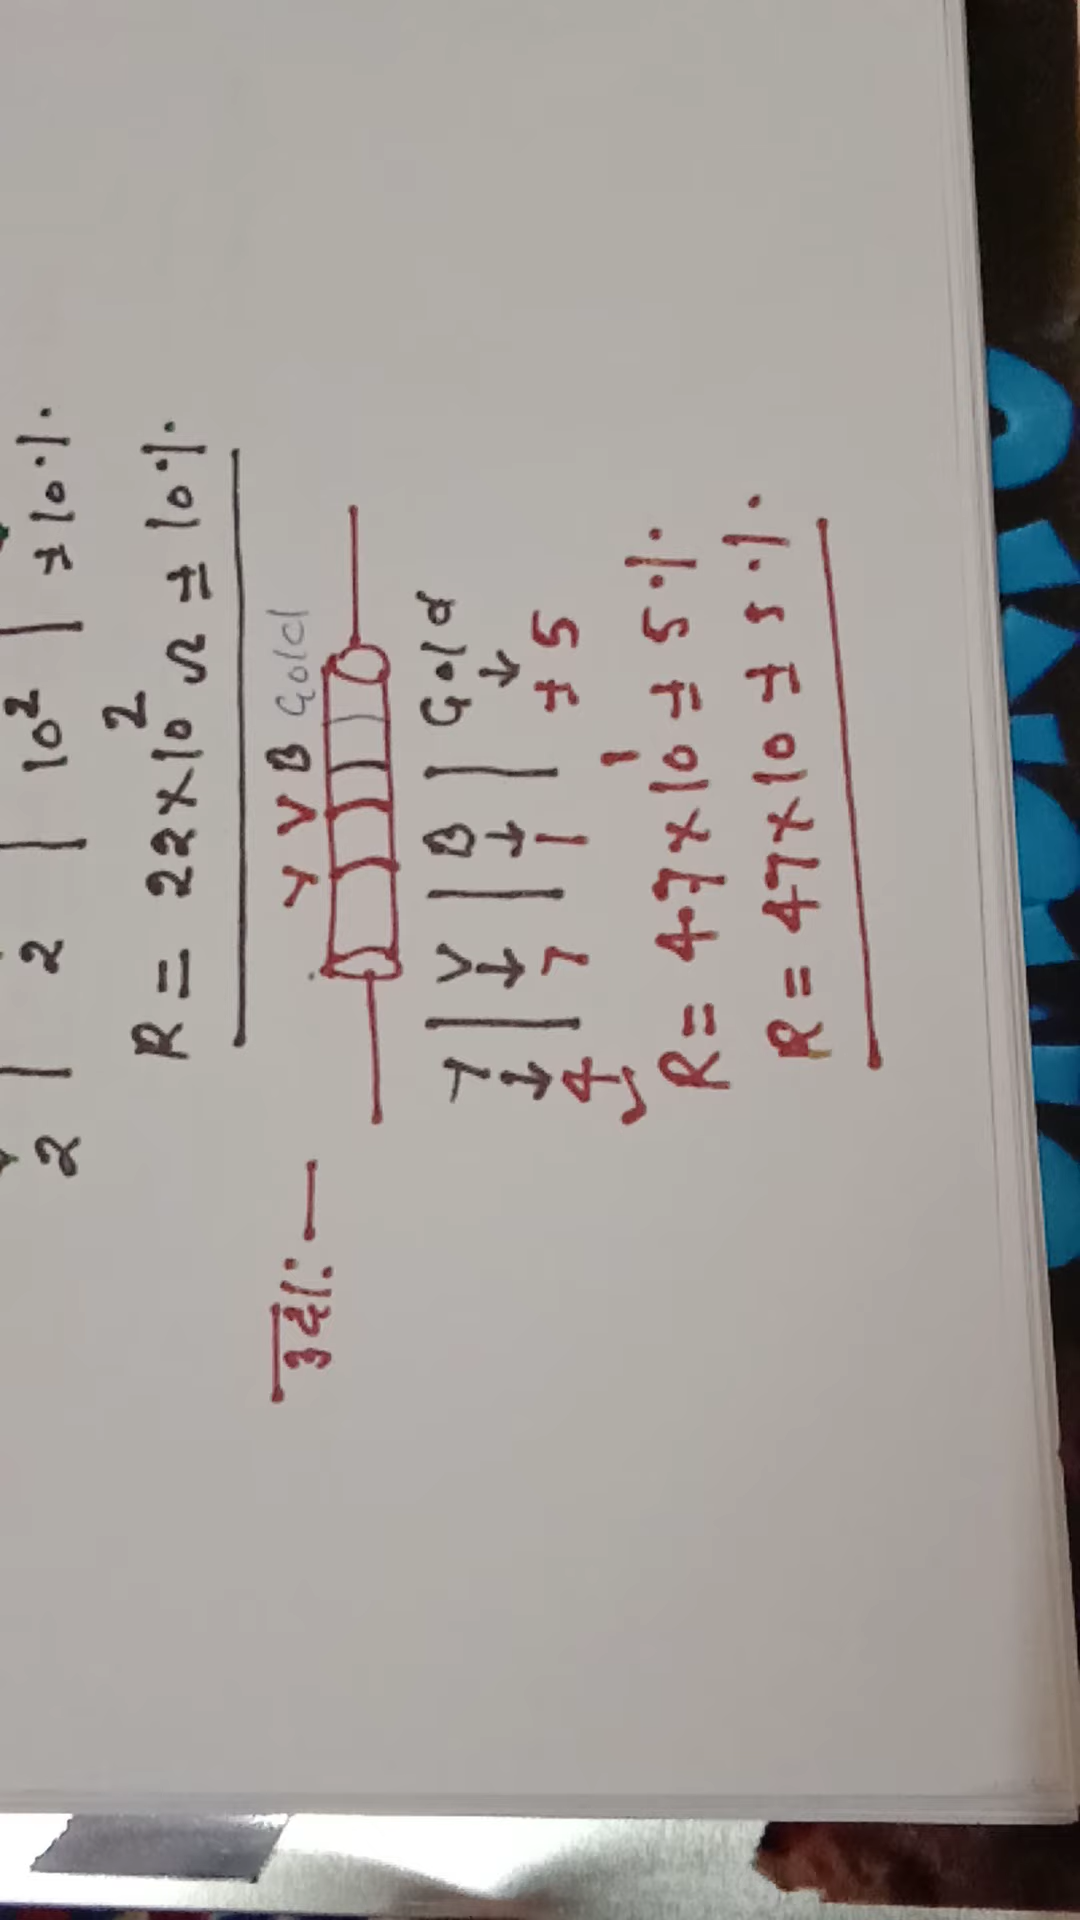 2 | 2 | 10² | ± 10%
R = 22×10² Ω ± 10%
उदा:—
Y V B Gold
Y | V | B | Gold
↓ ↓ ↓ ↓
4 7 1 ± 5
R = 47×10¹ ± 5%
R = 47×10 ± 5%